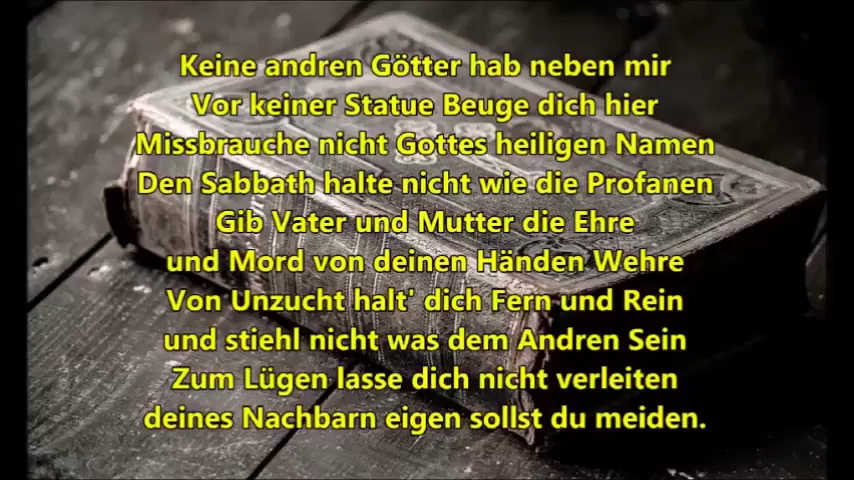 Keine andren Götter hab neben mir
Vor keiner Statue Beuge dich hier
Missbrauche nicht Gottes heiligen Namen
Den Sabbath halte nicht wie die Profanen
Gib Vater und Mutter die Ehre
und Mord von deinen Händen Wehre
Von Unzucht halt' dich Fern und Rein
und stiehl nicht was dem Andren Sein
Zum Lügen lasse dich nicht verleiten
deines Nachbarn eigen sollst du meiden.